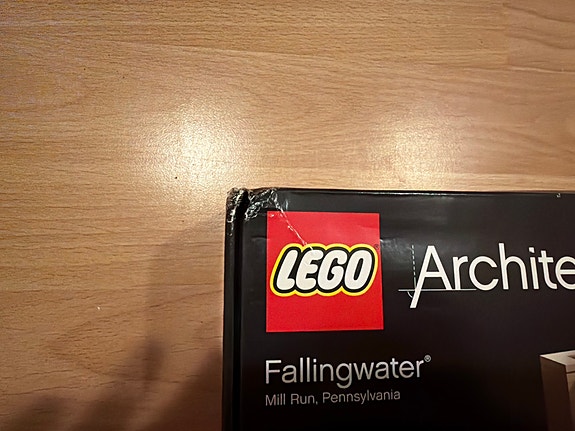 LEGO
Archite
Fallingwater®
Mill Run, Pennsylvania